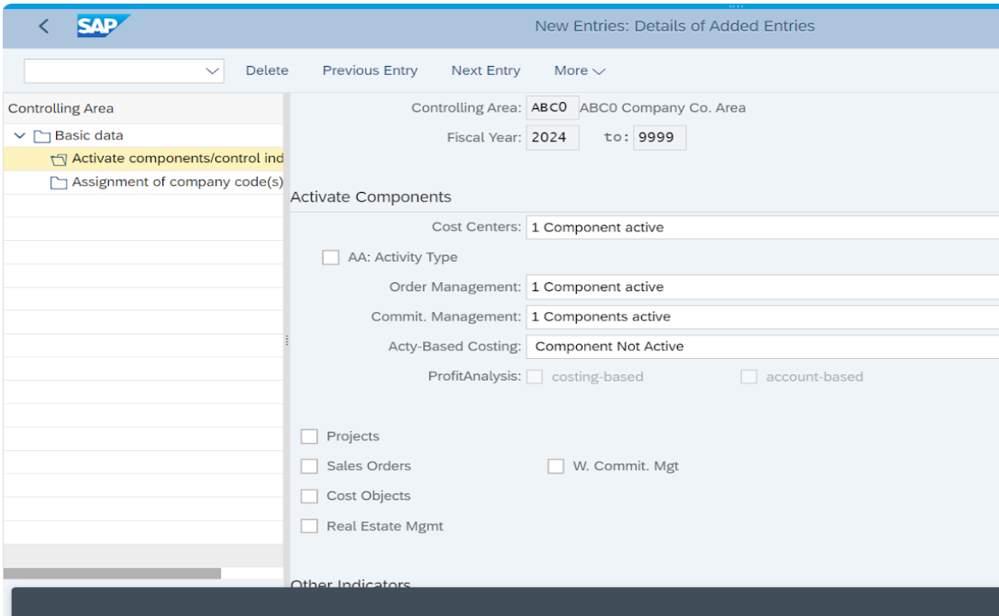 SAP
New Entries: Details of Added Entries
Delete Previous Entry Next Entry More
Controlling Area
Basic data
Activate components/control ind
Assignment of company code(s)
Controlling Area: ABC0 ABC0 Company Co. Area
Fiscal Year: 2024 to: 9999
Activate Components
Cost Centers: 1 Component active
AA: Activity Type
Order Management: 1 Component active
Commit. Management: 1 Components active
Acty-Based Costing: Component Not Active
ProfitAnalysis: costing-based account-based
Projects
Sales Orders W. Commit. Mgt
Cost Objects
Real Estate Mgmt
Other Indicators